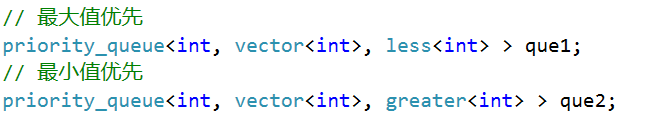 // 最大值优先
priority_queue<int, vector<int>, less<int> > que1;
// 最小值优先
priority_queue<int, vector<int>, greater<int> > que2;